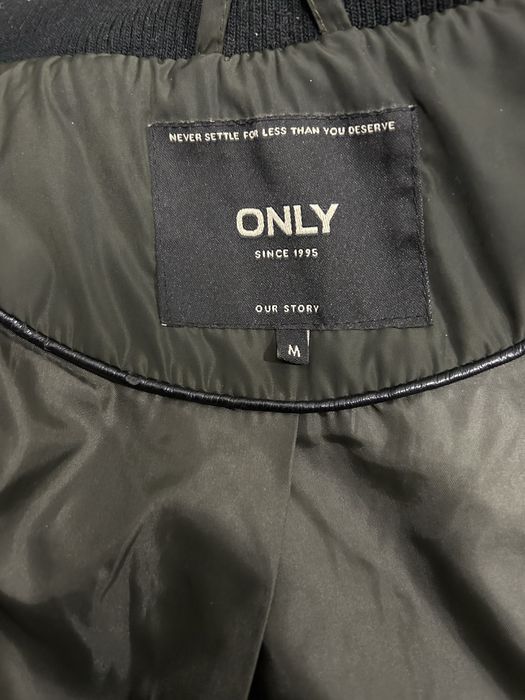 NEVER SETTLE FOR LESS THAN YOU DESERVE
ONLY
SINCE 1995
OUR STORY
M